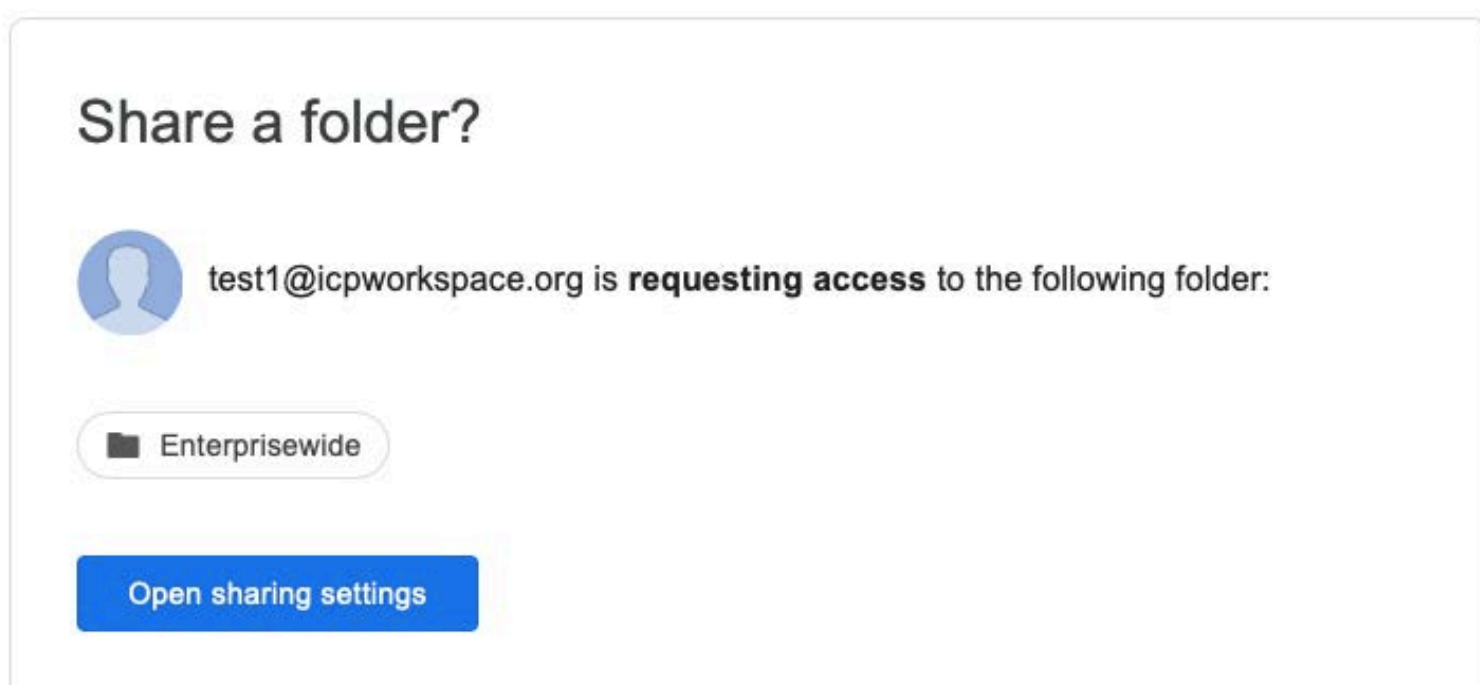 Share a folder?
test1@icpworkspace.org is requesting access to the following folder:
Enterprisewide
Open sharing settings